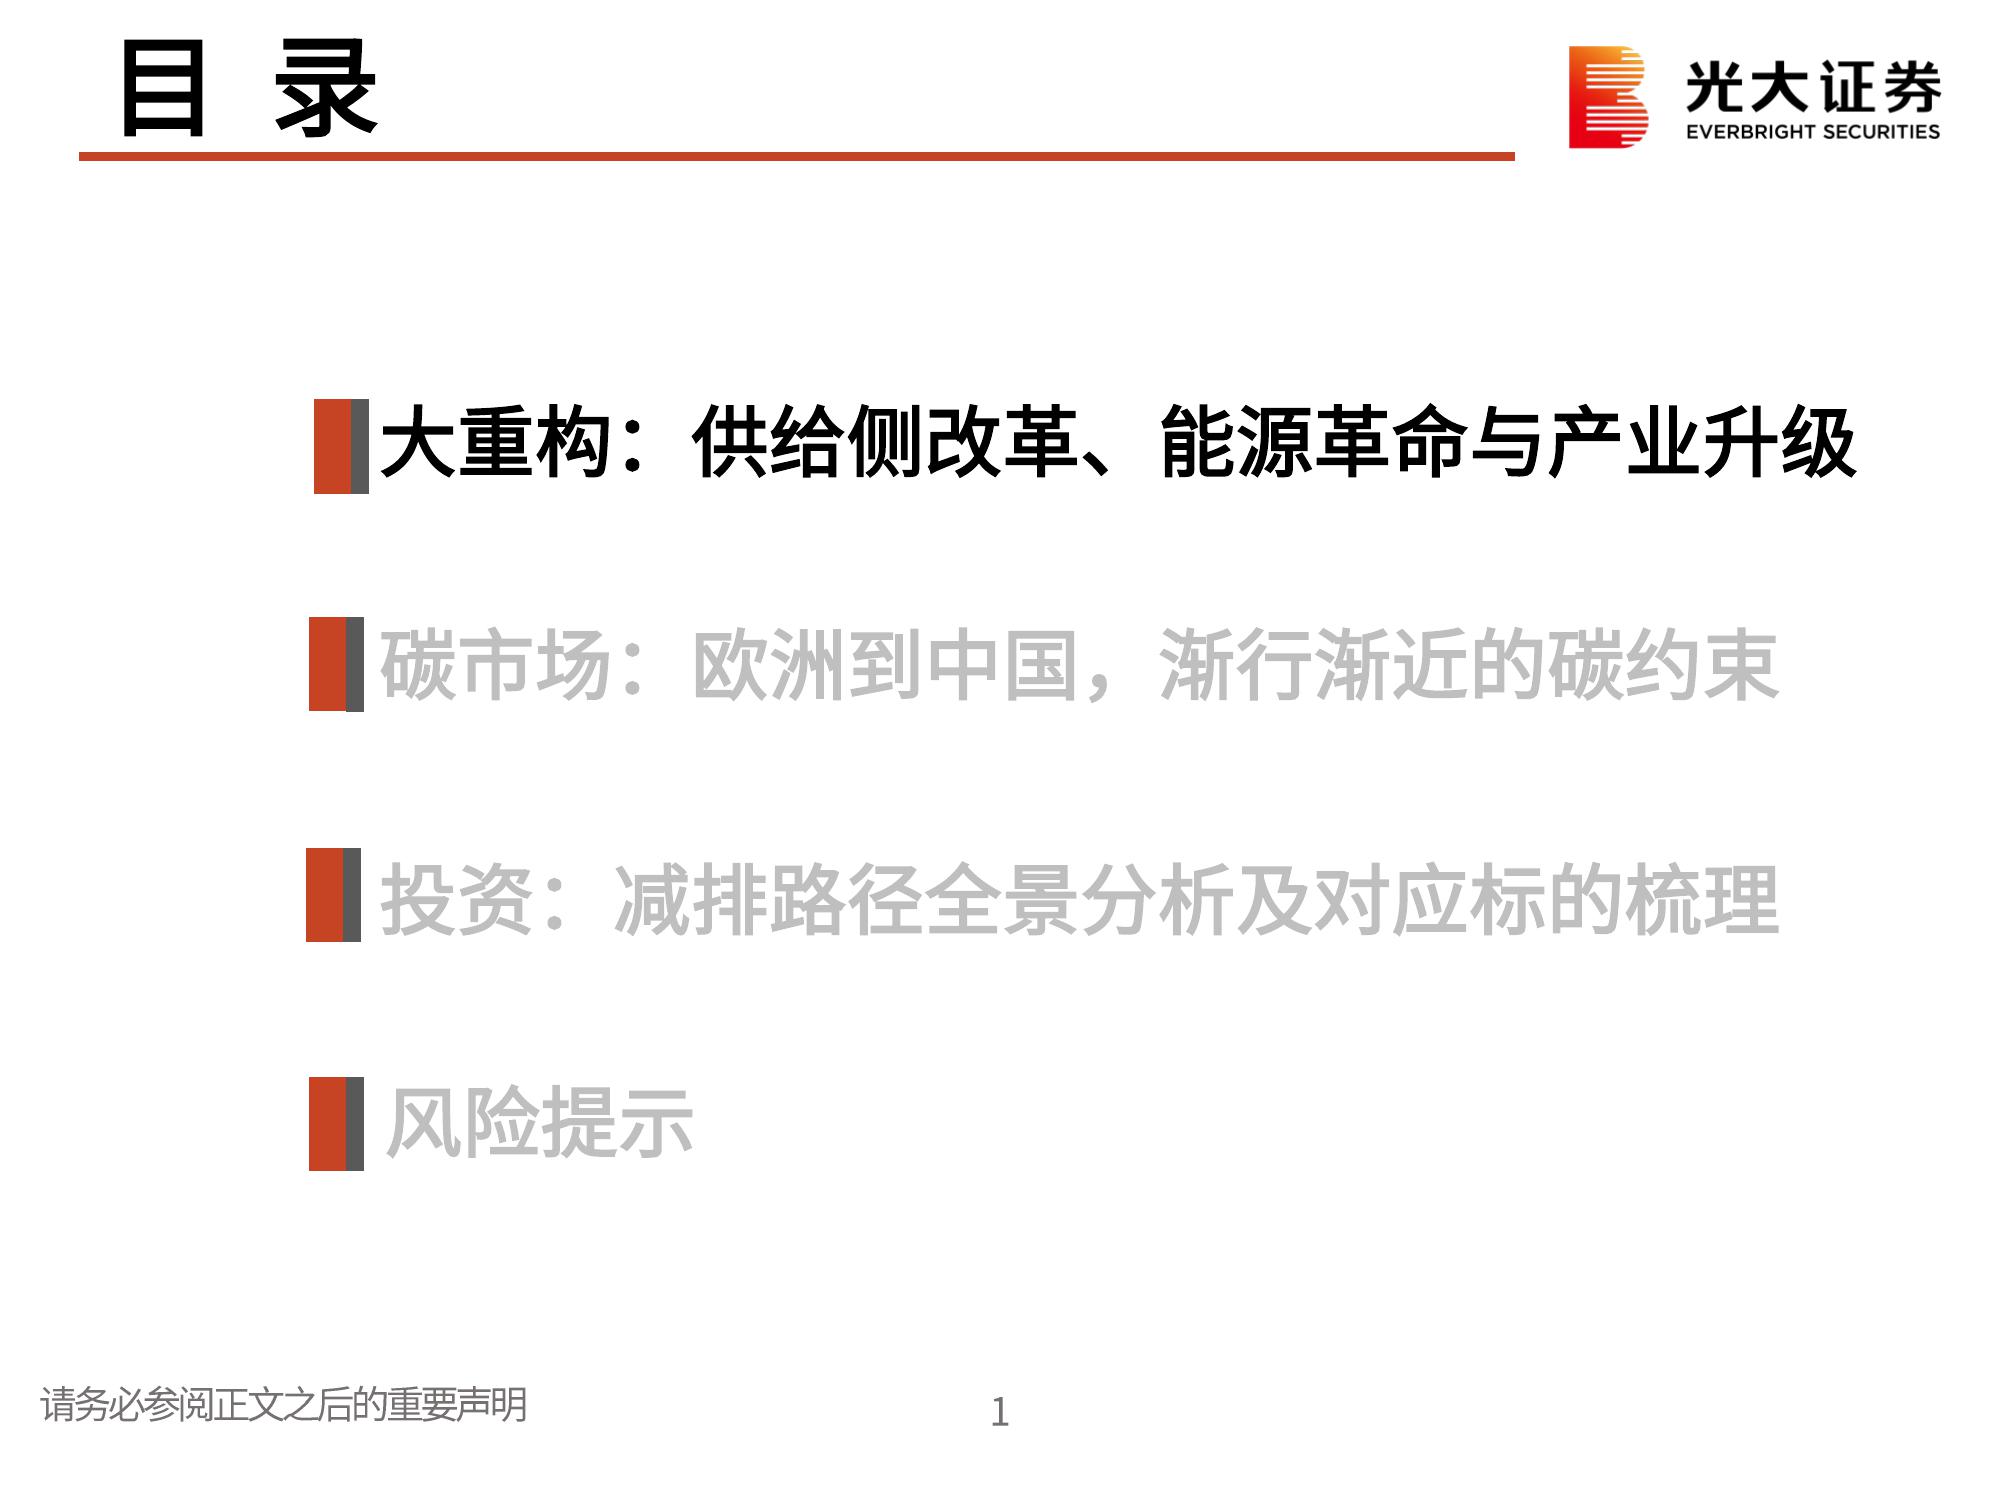 目 录
光大证券
EVERBRIGHT SECURITIES
大重构：供给侧改革、能源革命与产业升级
碳市场：欧洲到中国，渐行渐近的碳约束
投资：减排路径全景分析及对应标的梳理
风险提示
请务必参阅正文之后的重要声明
1